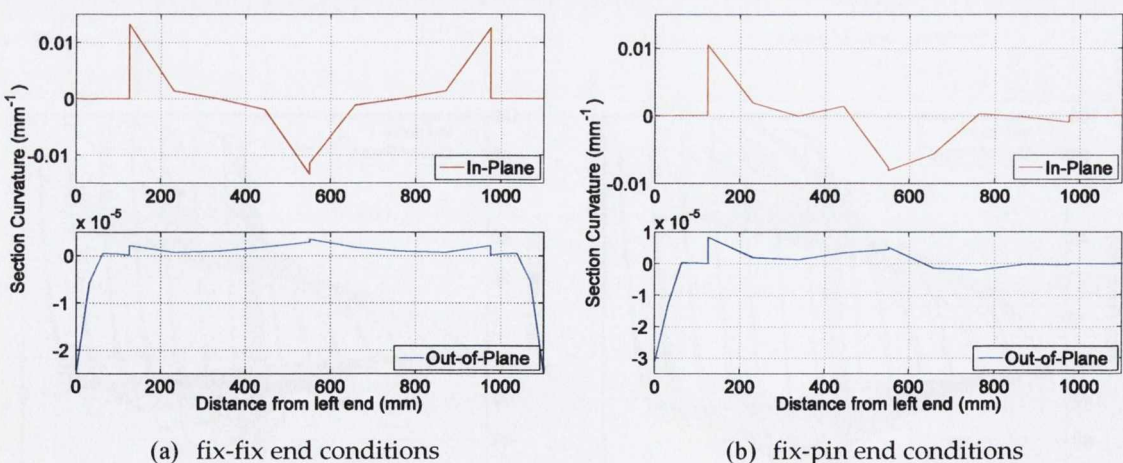 Section Curvature (mm⁻¹)
0.01
0
-0.01
In-Plane
0 200 400 600 800 1000
x 10⁻⁵
0
-1
-2
Out-of-Plane
0 200 400 600 800 1000
Distance from left end (mm)
(a) fix-fix end conditions
Section Curvature (mm⁻¹)
0.01
0
-0.01
In-Plane
0 200 400 600 800 1000
x 10⁻⁵
1
0
-1
-2
-3
Out-of-Plane
0 200 400 600 800 1000
Distance from left end (mm)
(b) fix-pin end conditions